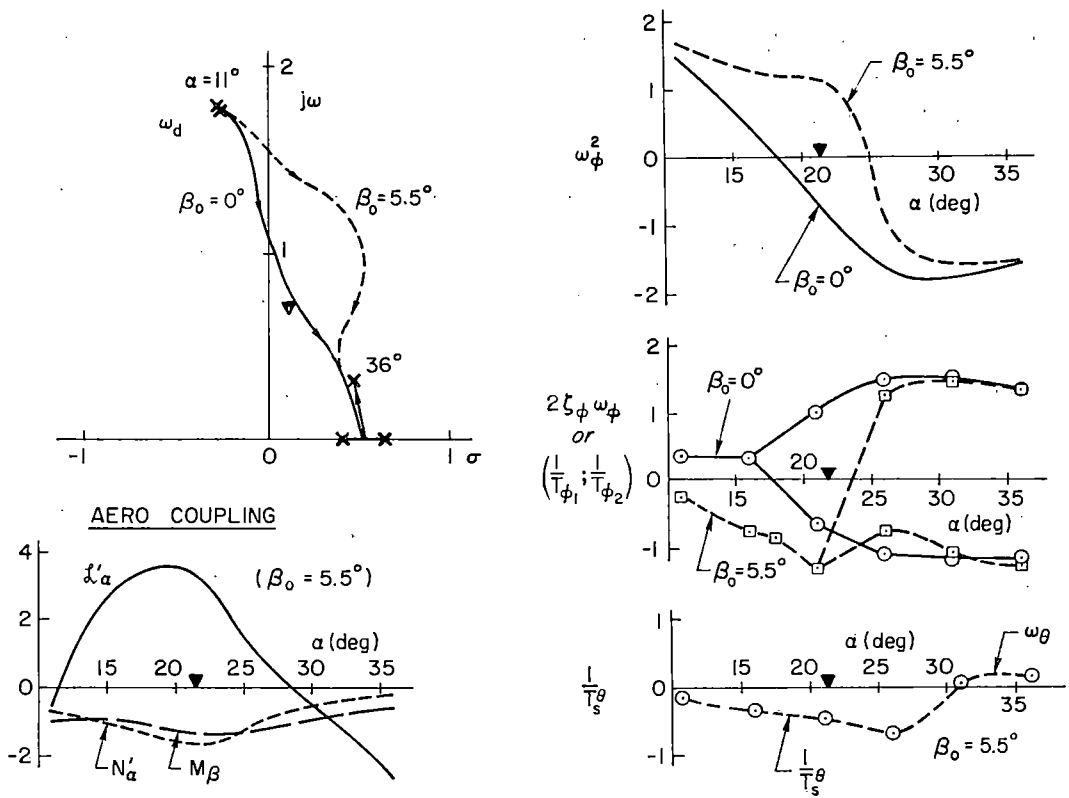 2
α = 11°
jω
ω_d
β₀ = 0°
β₀ = 5.5°
1
36°
-1
0
1 σ
2
1
0
-1
-2
ω²_φ
15
20
30
35
α (deg)
β₀ = 5.5°
β₀ = 0°
2
1
0
-1
2ζ_φ ω_φ
or
(1/T_φ₁ ; 1/T_φ₂)
β₀ = 0°
15
20
25
30
35
α (deg)
β₀ = 5.5°
AERO COUPLING
4
2
0
-2
ℒ'α
(β₀ = 5.5°)
α (deg)
15
20
25
30
35
N'α
Mβ
1
0
-1
1/T_s^θ
α (deg)
15
20
25
30
35
ω_θ
1/T_s^θ
β₀ = 5.5°